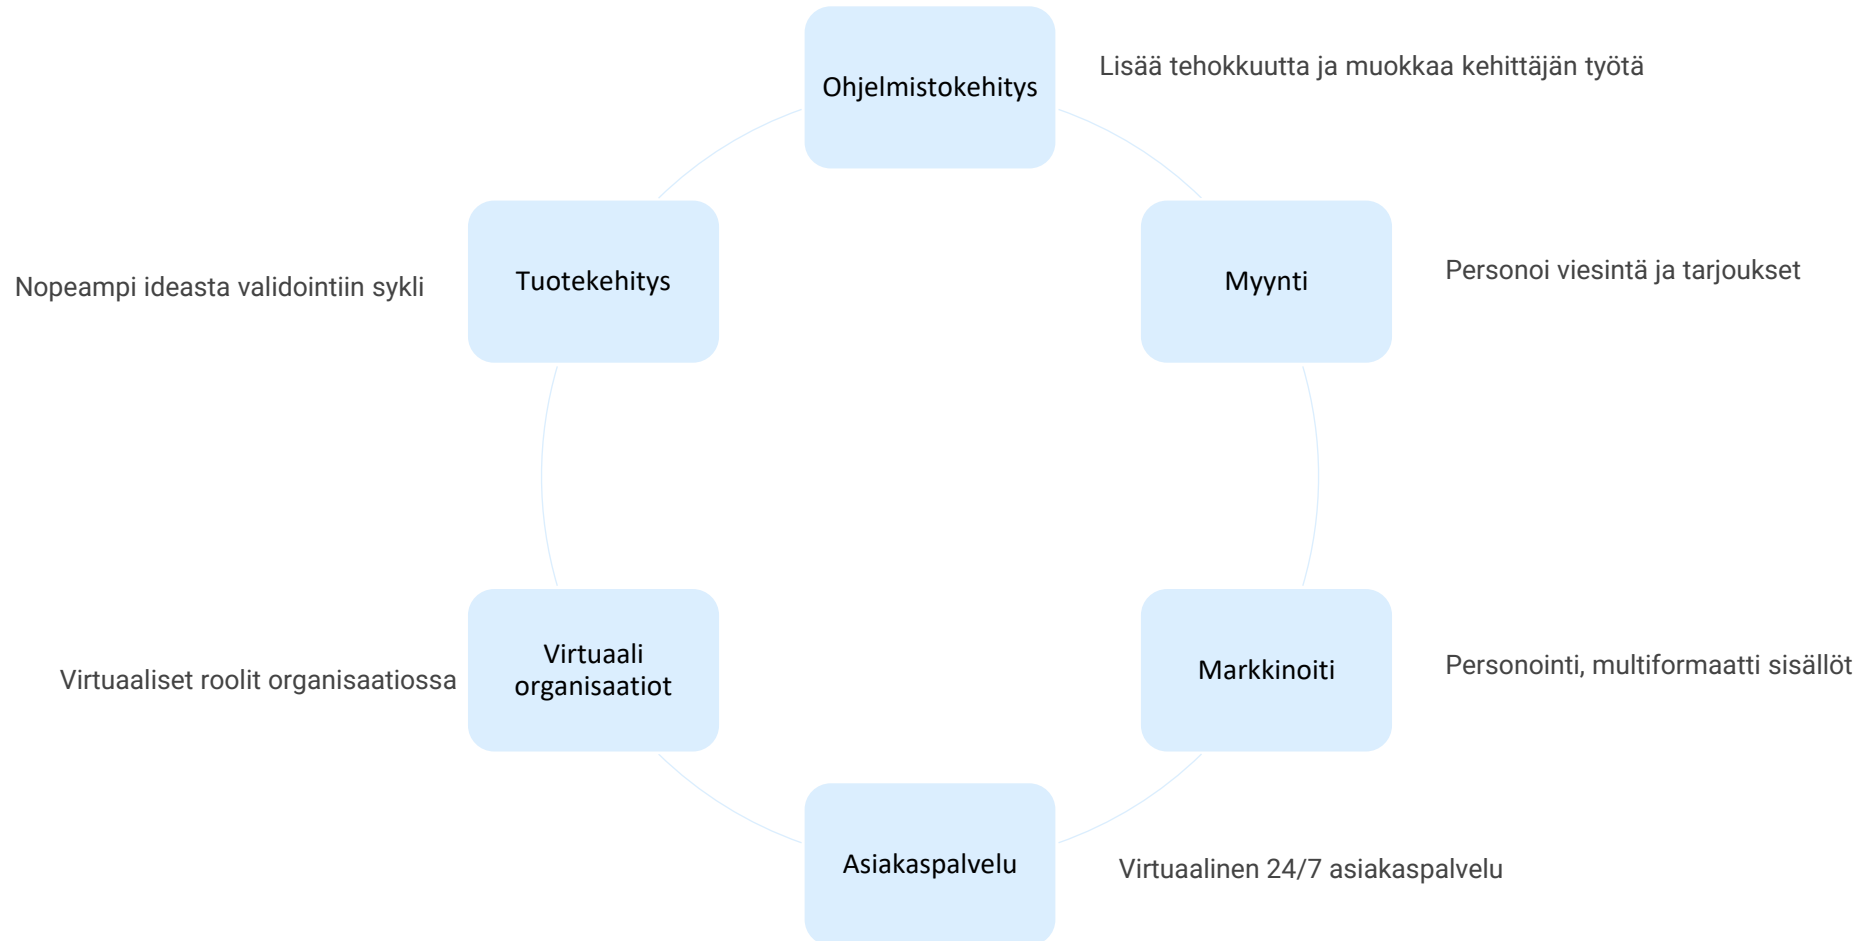 Ohjelmistokehitys
Lisää tehokkuutta ja muokkaa kehittäjän työtä
Myynti
Personoi viesintä ja tarjoukset
Markkinoiti
Personointi, multiformaatti sisällöt
Asiakaspalvelu
Virtuaalinen 24/7 asiakaspalvelu
Virtuaali
organisaatiot
Virtuaaliset roolit organisaatiossa
Tuotekehitys
Nopeampi ideasta validointiin sykli